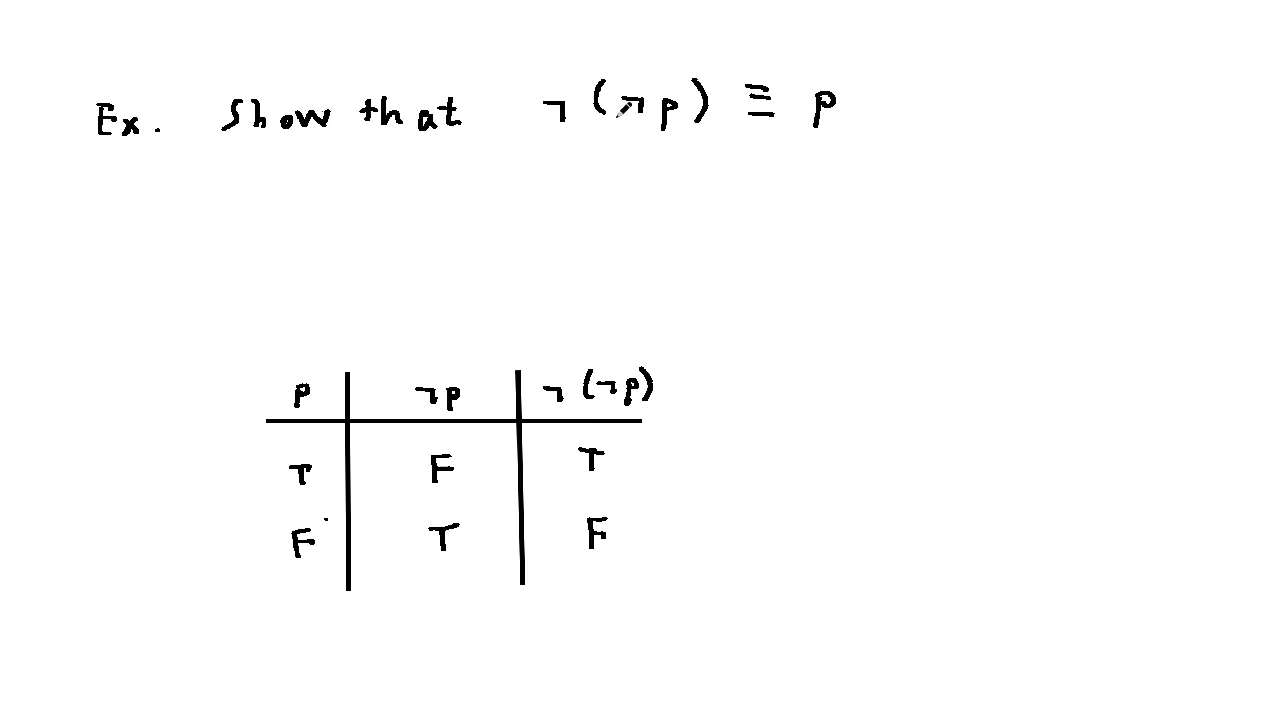 Ex. Show that ¬(¬p) ≡ p
p ¬p ¬(¬p)
T F T
F T F